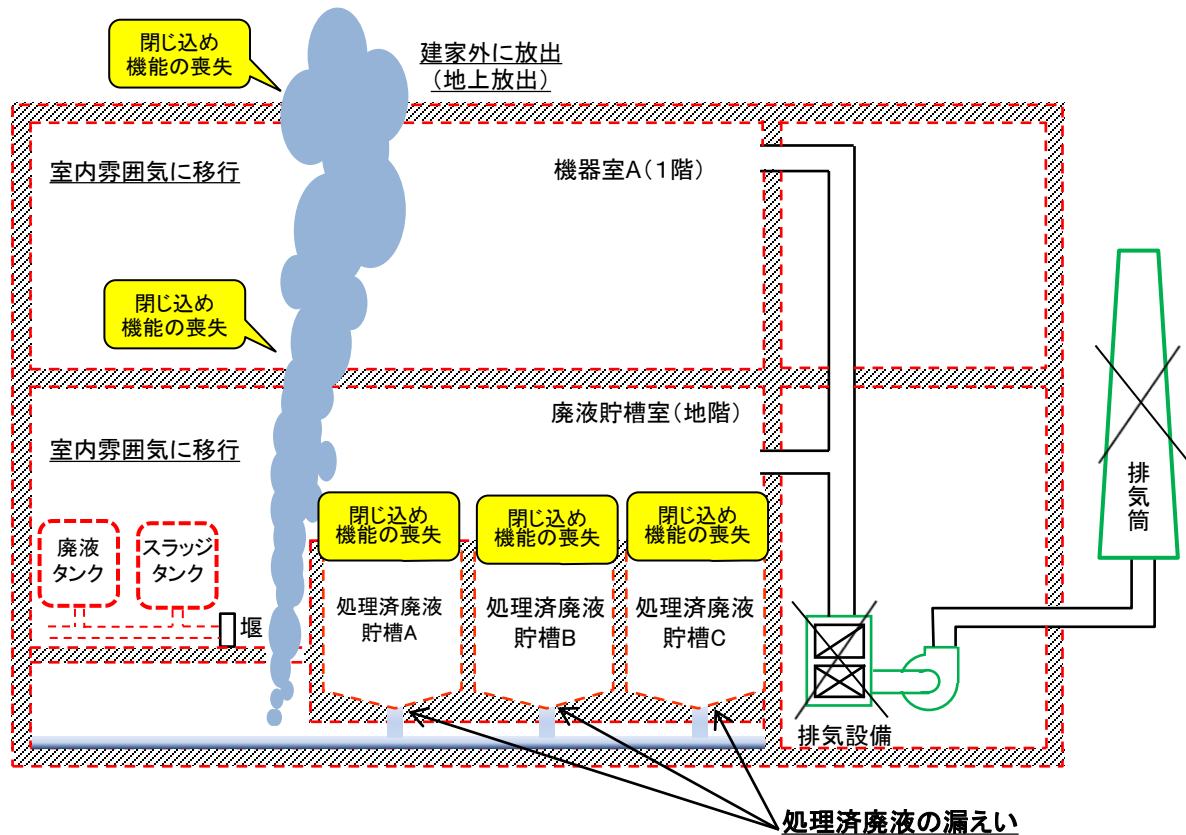 閉じ込め
機能の喪失
建家外に放出
（地上放出）
室内雰囲気に移行
機器室A（１階）
閉じ込め
機能の喪失
廃液貯槽室（地階）
室内雰囲気に移行
排気筒
閉じ込め
機能の喪失
閉じ込め
機能の喪失
閉じ込め
機能の喪失
廃液
タンク
スラッジ
タンク
堰
処理済廃液
貯槽A
処理済廃液
貯槽B
処理済廃液
貯槽C
排気設備
処理済廃液の漏えい